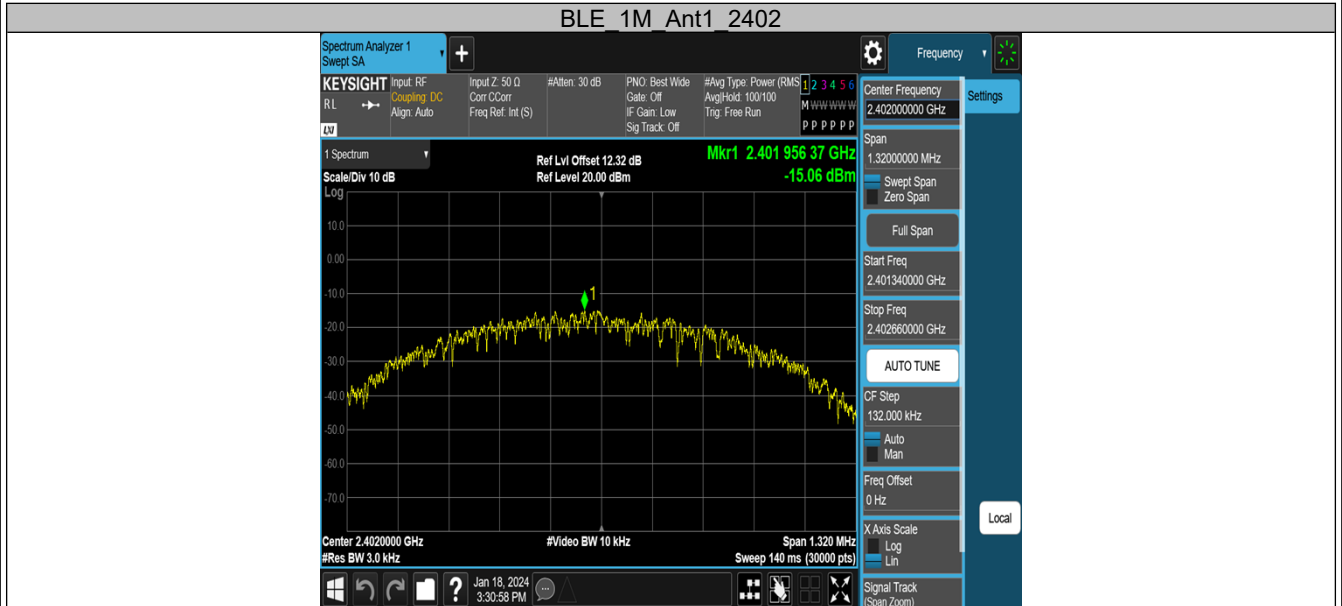 BLE_1M_Ant1_2402
Spectrum Analyzer 1
Swept SA
+
Frequency
KEYSIGHT
RL
LXI
Input: RF
Coupling: DC
Align: Auto
Input Z: 50 Ω
Corr CCorr
Freq Ref: Int (S)
#Atten: 30 dB
PNO: Best Wide
Gate: Off
IF Gain: Low
Sig Track: Off
#Avg Type: Power (RMS
Avg|Hold: 100/100
Trig: Free Run
1 2 3 4 5 6
M W W W W W
P P P P P P
1 Spectrum
Scale/Div 10 dB
Ref Lvl Offset 12.32 dB
Ref Level 20.00 dBm
Mkr1 2.401 956 37 GHz
-15.06 dBm
Log
10.0
0.00
-10.0
-20.0
-30.0
-40.0
-50.0
-60.0
-70.0
1
Center 2.4020000 GHz
#Res BW 3.0 kHz
#Video BW 10 kHz
Span 1.320 MHz
Sweep 140 ms (30000 pts)
Center Frequency
2.402000000 GHz
Span
1.32000000 MHz
Swept Span
Zero Span
Full Span
Start Freq
2.401340000 GHz
Stop Freq
2.402660000 GHz
AUTO TUNE
CF Step
132.000 kHz
Auto
Man
Freq Offset
0 Hz
X Axis Scale
Log
Lin
Signal Track
(Span Zoom)
Settings
Local
?
Jan 18, 2024
3:30:58 PM